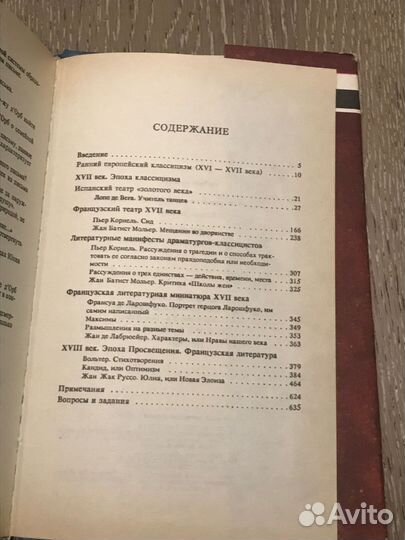 СОДЕРЖАНИЕ
Введение 5
Ранний европейский классицизм (XVI — XVII века) 10
XVII век. Эпоха классицизма
Испанский театр «золотого века» 21
Лопе де Вега. Учитель танцев 27
Французский театр XVII века
Пьер Корнель. Сид 166
Жан Батист Мольер. Мещанин во дворянстве 238
Литературные манифесты драматургов-классицистов
Пьер Корнель. Рассуждения о трагедии и о способах трак-
товать ее согласно законам правдоподобия или необхо-
димости 307
Рассуждения о трех единствах — действия, времени, места 315
Жан Батист Мольер. Критика «Школы жен» 325
Французская литературная миниатюра XVII века
Франсуа де Ларошфуко. Портрет герцога Ларошфуко, им
самим написанный 345
Максимы 349
Размышления на разные темы 353
Жан де Лабрюйер. Характеры, или Нравы нашего века 363
XVIII век. Эпоха Просвещения. Французская литература
Вольтер. Стихотворения 379
Кандид, или Оптимизм 384
Жан Жак Руссо. Юлия, или Новая Элоиза 464
Примечания 624
Вопросы и задания 635
Avito